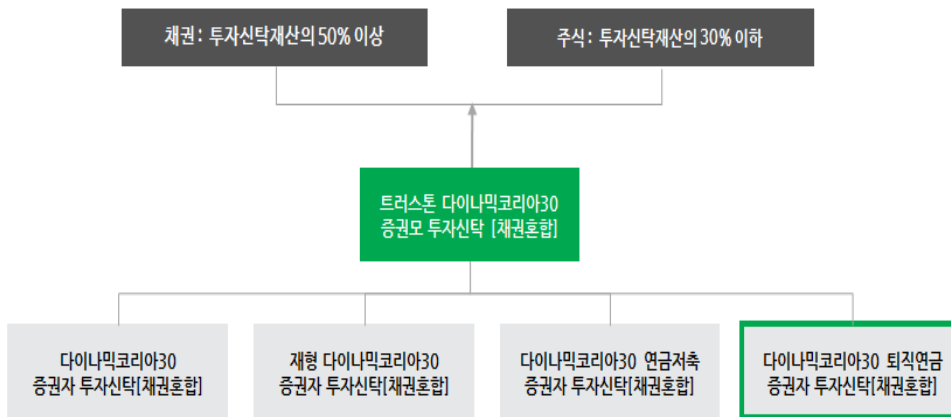 채권 : 투자신탁재산의 50% 이상
주식 : 투자신탁재산의 30% 이하
트러스톤 다이나믹코리아30
증권모 투자신탁 [채권혼합]
다이나믹코리아30
증권자 투자신탁[채권혼합]
재형 다이나믹코리아30
증권자 투자신탁[채권혼합]
다이나믹코리아30 연금저축
증권자 투자신탁[채권혼합]
다이나믹코리아30 퇴직연금
증권자 투자신탁[채권혼합]